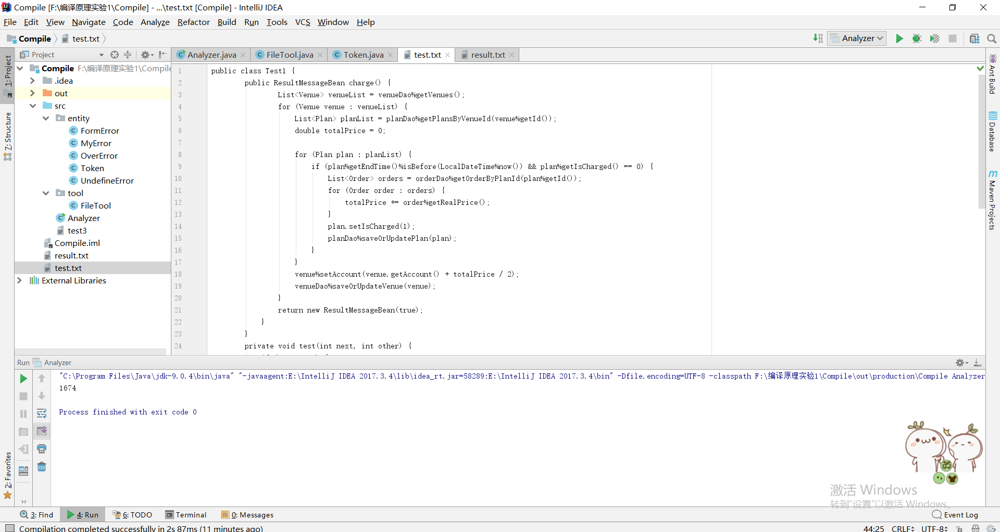 Compile [F:\编译原理实验1\Compile] - ...\test.txt [Compile] - IntelliJ IDEA
File Edit View Navigate Code Analyze Refactor Build Run Tools VCS Window Help
Compile test.txt Analyzer
Project Analyzer.java FileTool.java Token.java test.txt result.txt
1: Project
7: Structure
2: Favorites
Compile F:\编译原理实验1\Compile
.idea
out
src
entity
FormError
MyError
OverError
Token
UndefineError
tool
FileTool
Analyzer
test3
Compile.iml
result.txt
test.txt
External Libraries
1 public class Test1 {
2 public ResultMessageBean charge() {
3 List<Venue> venueList = venueDao%getVenues();
4 for (Venue venue : venueList) {
5 List<Plan> planList = planDao%getPlansByVenueId(venue%getId());
6 double totalPrice = 0;
7
8 for (Plan plan : planList) {
9 if (plan%getEndTime()%isBefore(LocalDateTime%now()) && plan%getIsCharged() == 0) {
10 List<Order> orders = orderDao%getOrderByPlanId(plan%getId());
11 for (Order order : orders) {
12 totalPrice += order%getRealPrice();
13 }
14 plan.setIsCharged(1);
15 planDao%saveOrUpdatePlan(plan);
16 }
17 }
18 venue%setAccount(venue.getAccount() + totalPrice / 2);
19 venueDao%saveOrUpdateVenue(venue);
20 }
21 return new ResultMessageBean(true);
22 }
23 }
24 private void test(int next, int other) {
Ant Build
Database
Maven Projects
Run Analyzer
"C:\Program Files\Java\jdk-9.0.4\bin\java" "-javaagent:E:\IntelliJ IDEA 2017.3.4\lib\idea_rt.jar=58289:E:\IntelliJ IDEA 2017.3.4\bin" -Dfile.encoding=UTF-8 -classpath F:\编译原理实验1\Compile\out\production\Compile Analyzer
1674
Process finished with exit code 0
英
激活 Windows
转到“设置”以激活 Windows。
3: Find 4: Run 6: TODO Terminal 0: Messages Event Log
Compilation completed successfully in 2s 87ms (11 minutes ago) 44:25 CRLF UTF-8